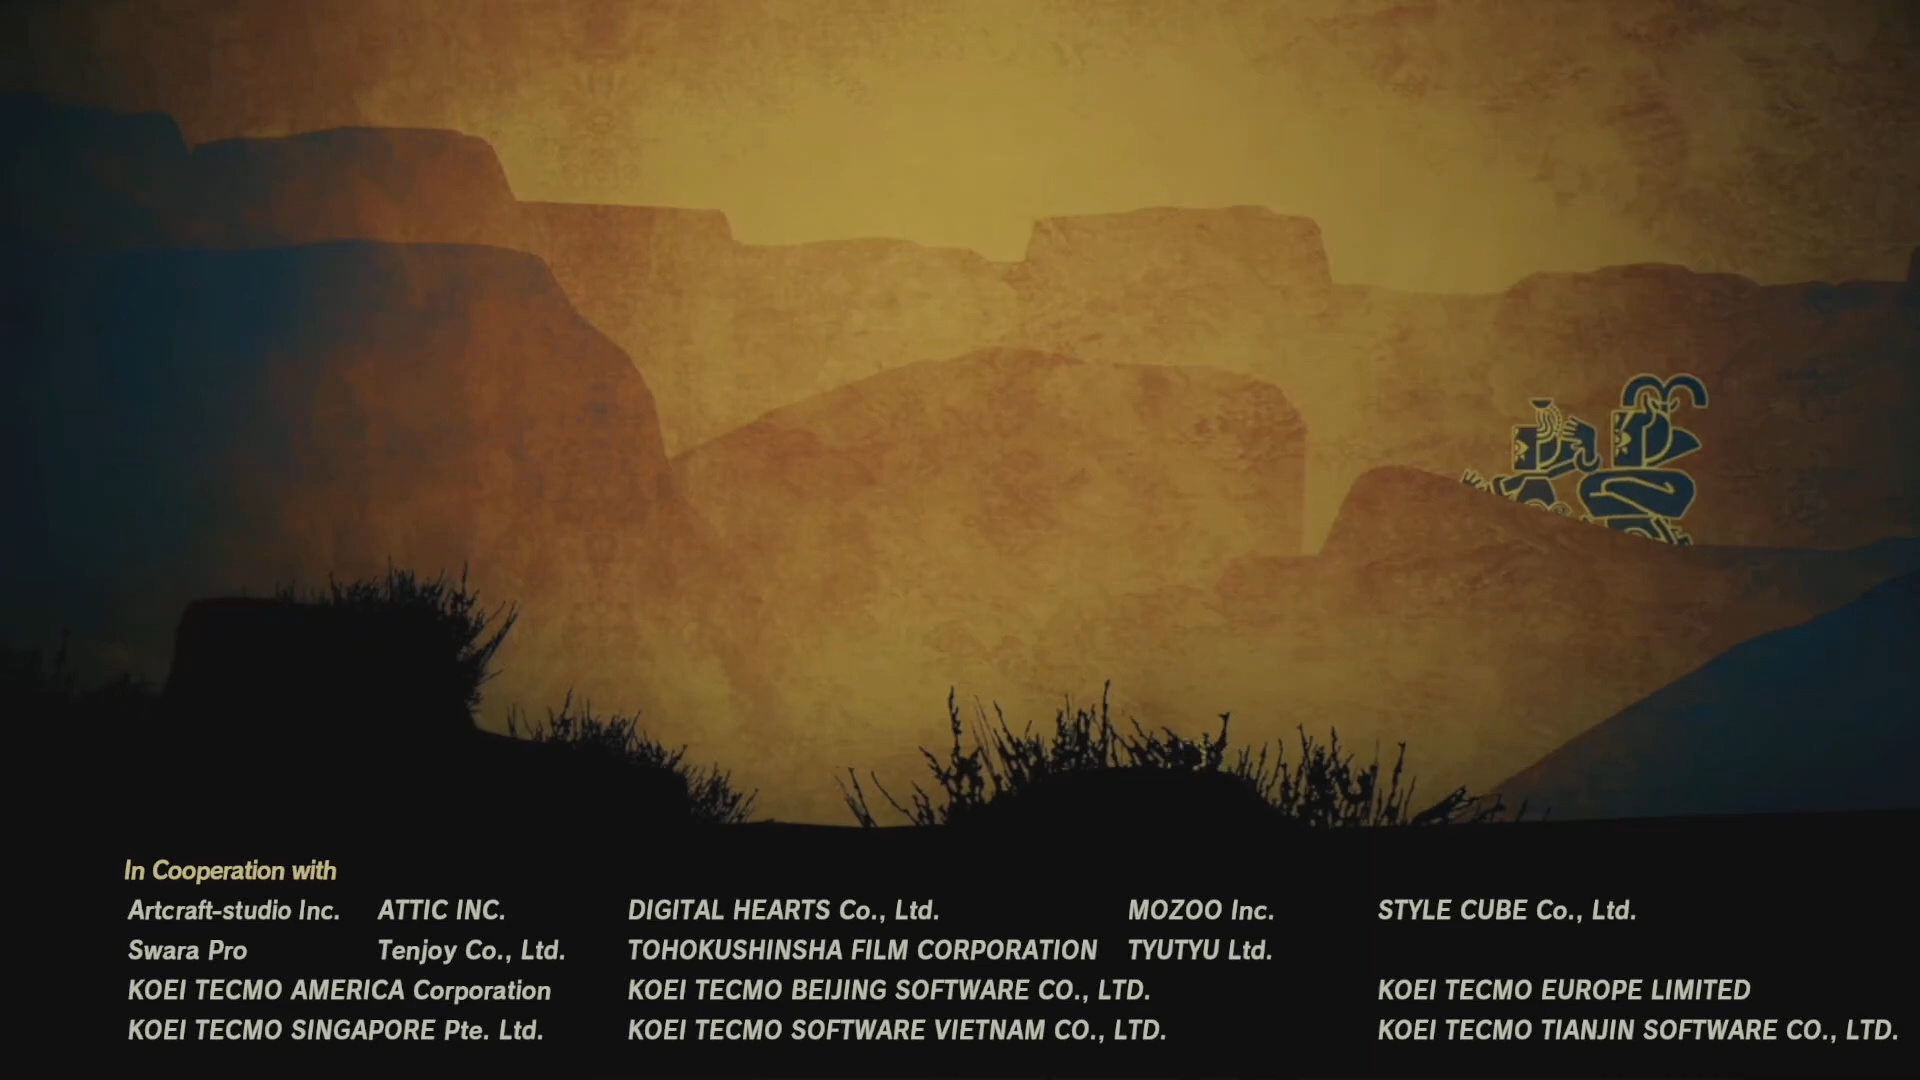 In Cooperation with
Artcraft-studio Inc. ATTIC INC. DIGITAL HEARTS Co., Ltd. MOZOO Inc. STYLE CUBE Co., Ltd.
Swara Pro Tenjoy Co., Ltd. TOHOKUSHINSHA FILM CORPORATION TYUTYU Ltd.
KOEI TECMO AMERICA Corporation KOEI TECMO BEIJING SOFTWARE CO., LTD. KOEI TECMO EUROPE LIMITED
KOEI TECMO SINGAPORE Pte. Ltd. KOEI TECMO SOFTWARE VIETNAM CO., LTD. KOEI TECMO TIANJIN SOFTWARE CO., LTD.